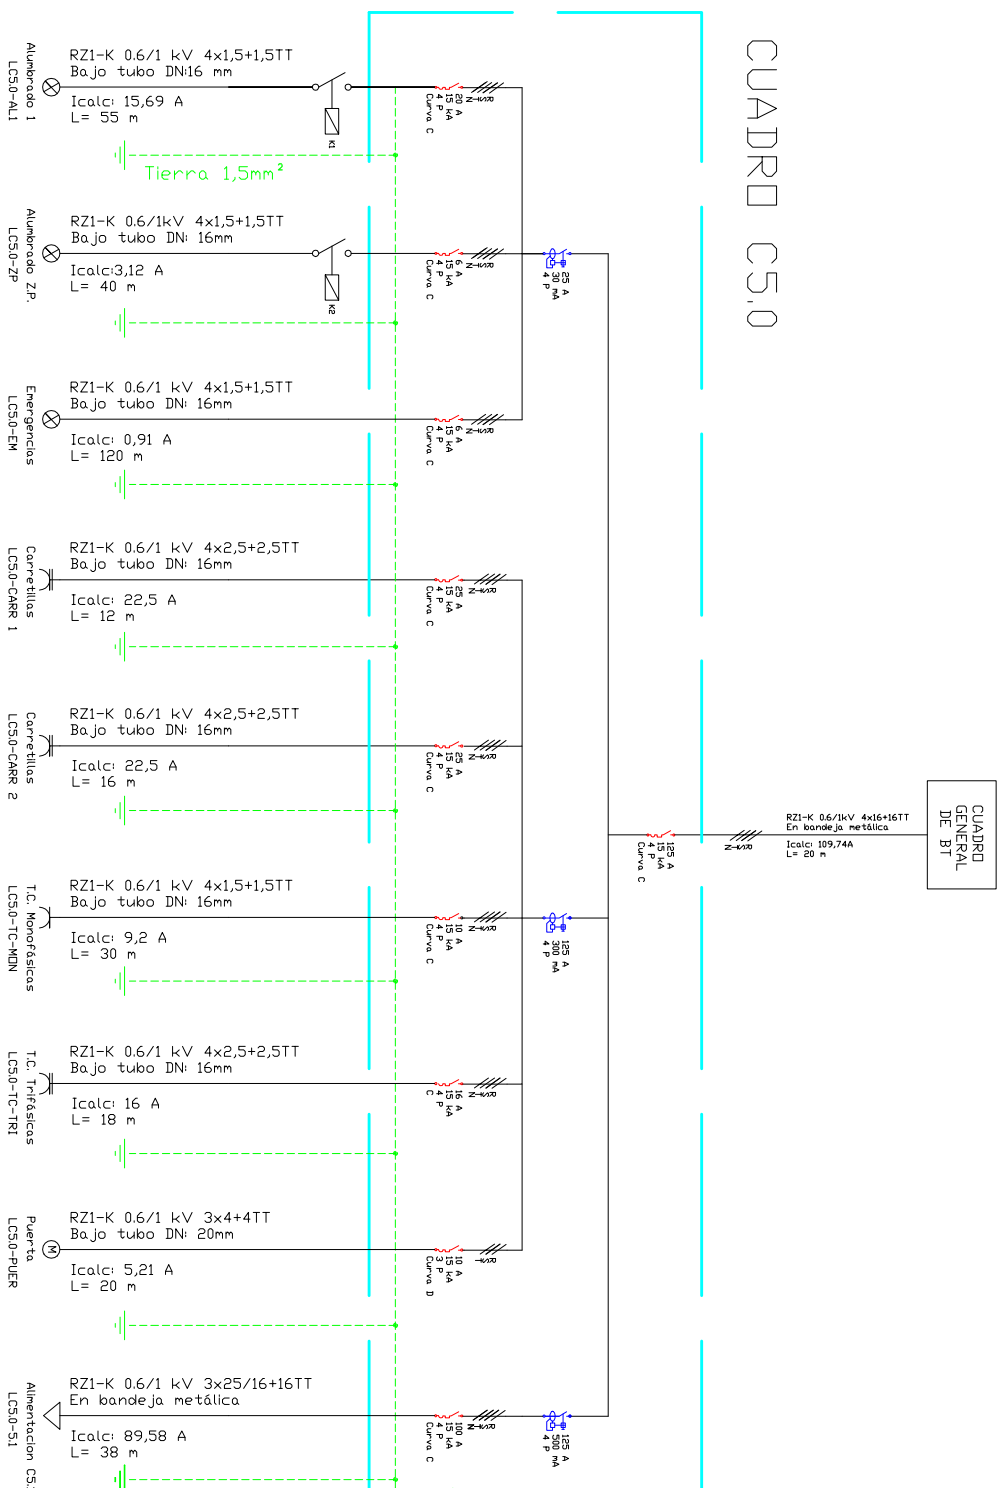 CUADRO C5.0
CUADRO
GENERAL
DE BT
RZ1-K 0.6/1kV 4x16+16TT
En bandeja metálica
Icalc: 109,74A
L= 20 m
RSTN
125 A
15 kA
4 P
Curva C
25 A
30 mA
4 P
125 A
300 mA
4 P
125 A
500 mA
4 P
RZ1-K 0.6/1 kV 4x1,5+1,5TT
Bajo tubo DN:16 mm
Icalc: 15,69 A
L= 55 m
Alumbrado 1
LC5.0-AL1
K1
20 A
15 kA
4 P
Curva C
RSTN
Tierra 1,5mm²
RZ1-K 0.6/1kV 4x1,5+1,5TT
Bajo tubo DN: 16mm
Icalc:3,12 A
L= 40 m
Alumbrado Z.P.
LC5.0-ZP
K2
6 A
15 kA
4 P
Curva C
RSTN
RZ1-K 0.6/1 kV 4x1,5+1,5TT
Bajo tubo DN: 16mm
Icalc: 0,91 A
L= 120 m
Emergencias
LC5.0-EM
6 A
15 kA
4 P
Curva C
RSTN
RZ1-K 0.6/1 kV 4x2,5+2,5TT
Bajo tubo DN: 16mm
Icalc: 22,5 A
L= 12 m
Carretillas
LC5.0-CARR 1
25 A
15 kA
4 P
Curva C
RSTN
RZ1-K 0.6/1 kV 4x2,5+2,5TT
Bajo tubo DN: 16mm
Icalc: 22,5 A
L= 16 m
Carretillas
LC5.0-CARR 2
25 A
15 kA
4 P
Curva C
RSTN
RZ1-K 0.6/1 kV 4x1,5+1,5TT
Bajo tubo DN: 16mm
Icalc: 9,2 A
L= 30 m
T.C. Monofásicas
LC5.0-TC-MON
10 A
15 kA
4 P
Curva C
RSTN
RZ1-K 0.6/1 kV 4x2,5+2,5TT
Bajo tubo DN: 16mm
Icalc: 16 A
L= 18 m
T.C. Trifásicas
LC5.0-TC-TRI
16 A
15 kA
4 P
C
RSTN
RZ1-K 0.6/1 kV 3x4+4TT
Bajo tubo DN: 20mm
Icalc: 5,21 A
L= 20 m
Puerta
LC5.0-PUER
M
10 A
15 kA
3 P
Curva D
RST
RZ1-K 0.6/1 kV 3x25/16+16TT
En bandeja metálica
Icalc: 89,58 A
L= 38 m
Alimentacion C5.
LC5.0-5.1
100 A
15 kA
4 P
Curva C
RSTN